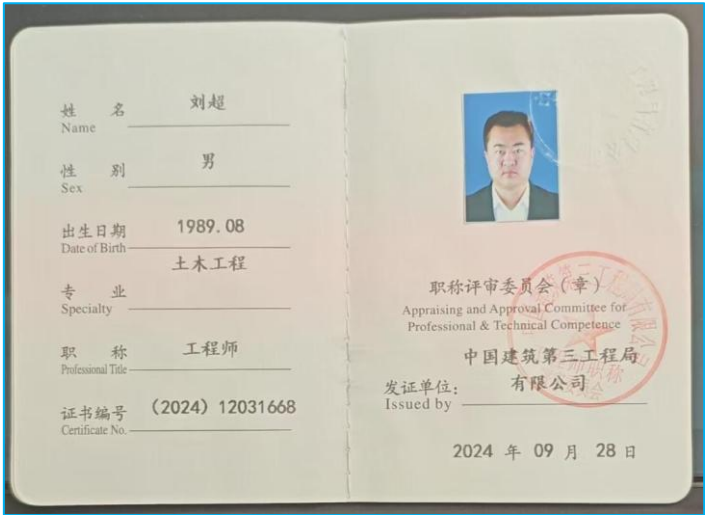 姓 名 刘超
Name
性 别 男
Sex
出生日期 1989.08
Date of Birth
土木工程
专 业
Specialty
职 称 工程师
Professional Title
证书编号 （2024）12031668
Certificate No.
职称评审委员会（章）
Appraising and Approval Committee for
Professional & Technical Competence
中国建筑第三工程局
发证单位： 有限公司
Issued by
2024 年 09 月 28 日